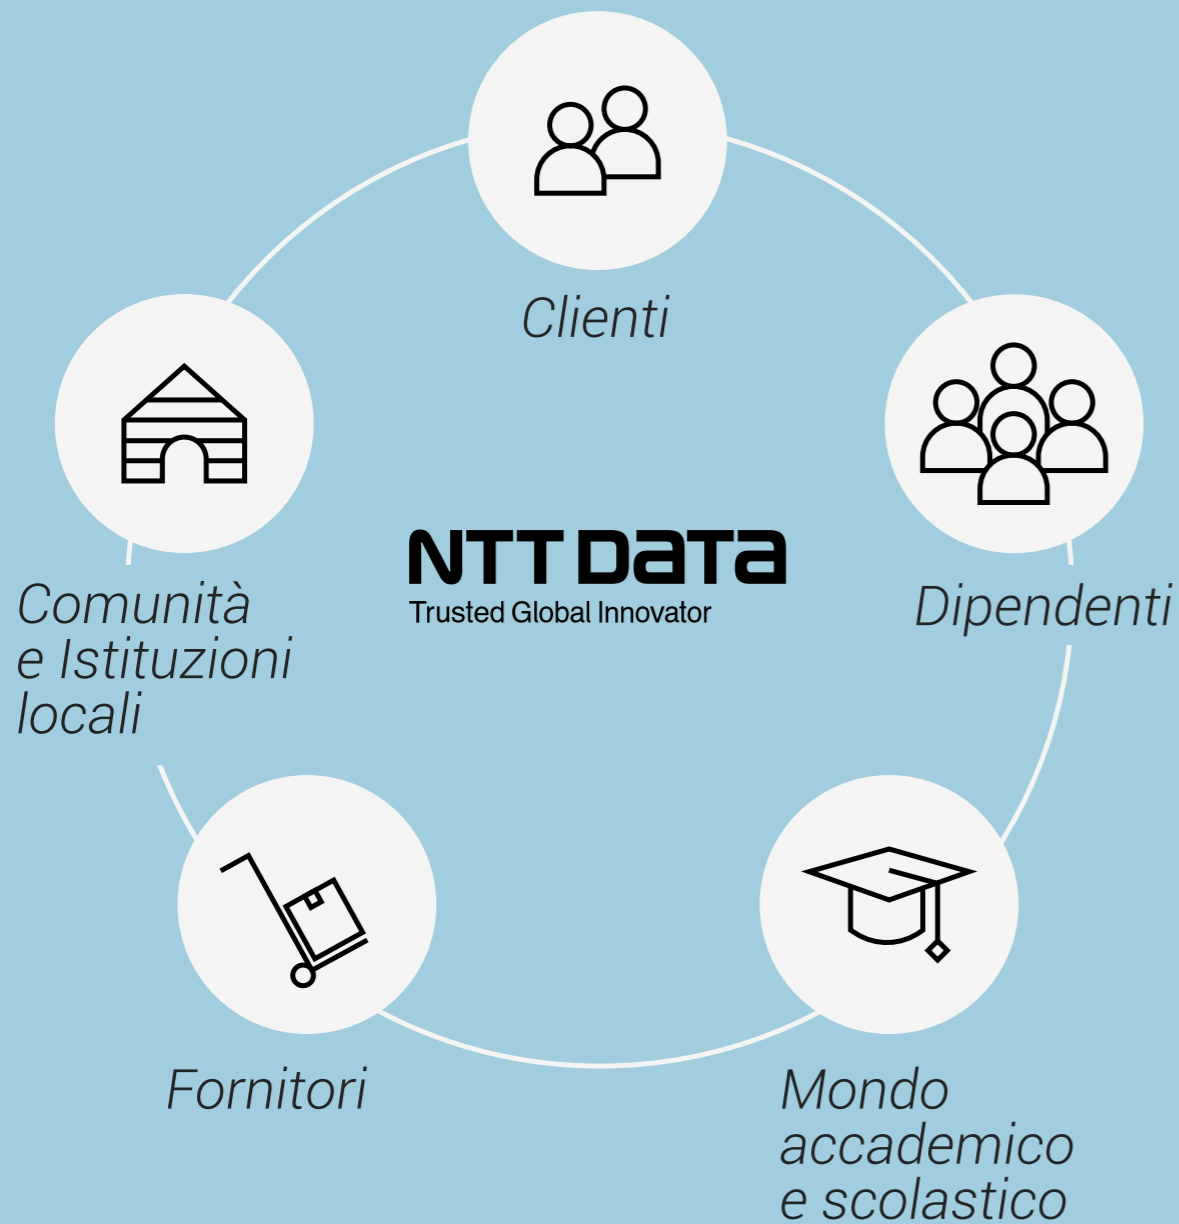 Clienti
NTT DATA
Trusted Global Innovator
Comunità
e Istituzioni
locali
Dipendenti
Fornitori
Mondo
accademico
e scolastico